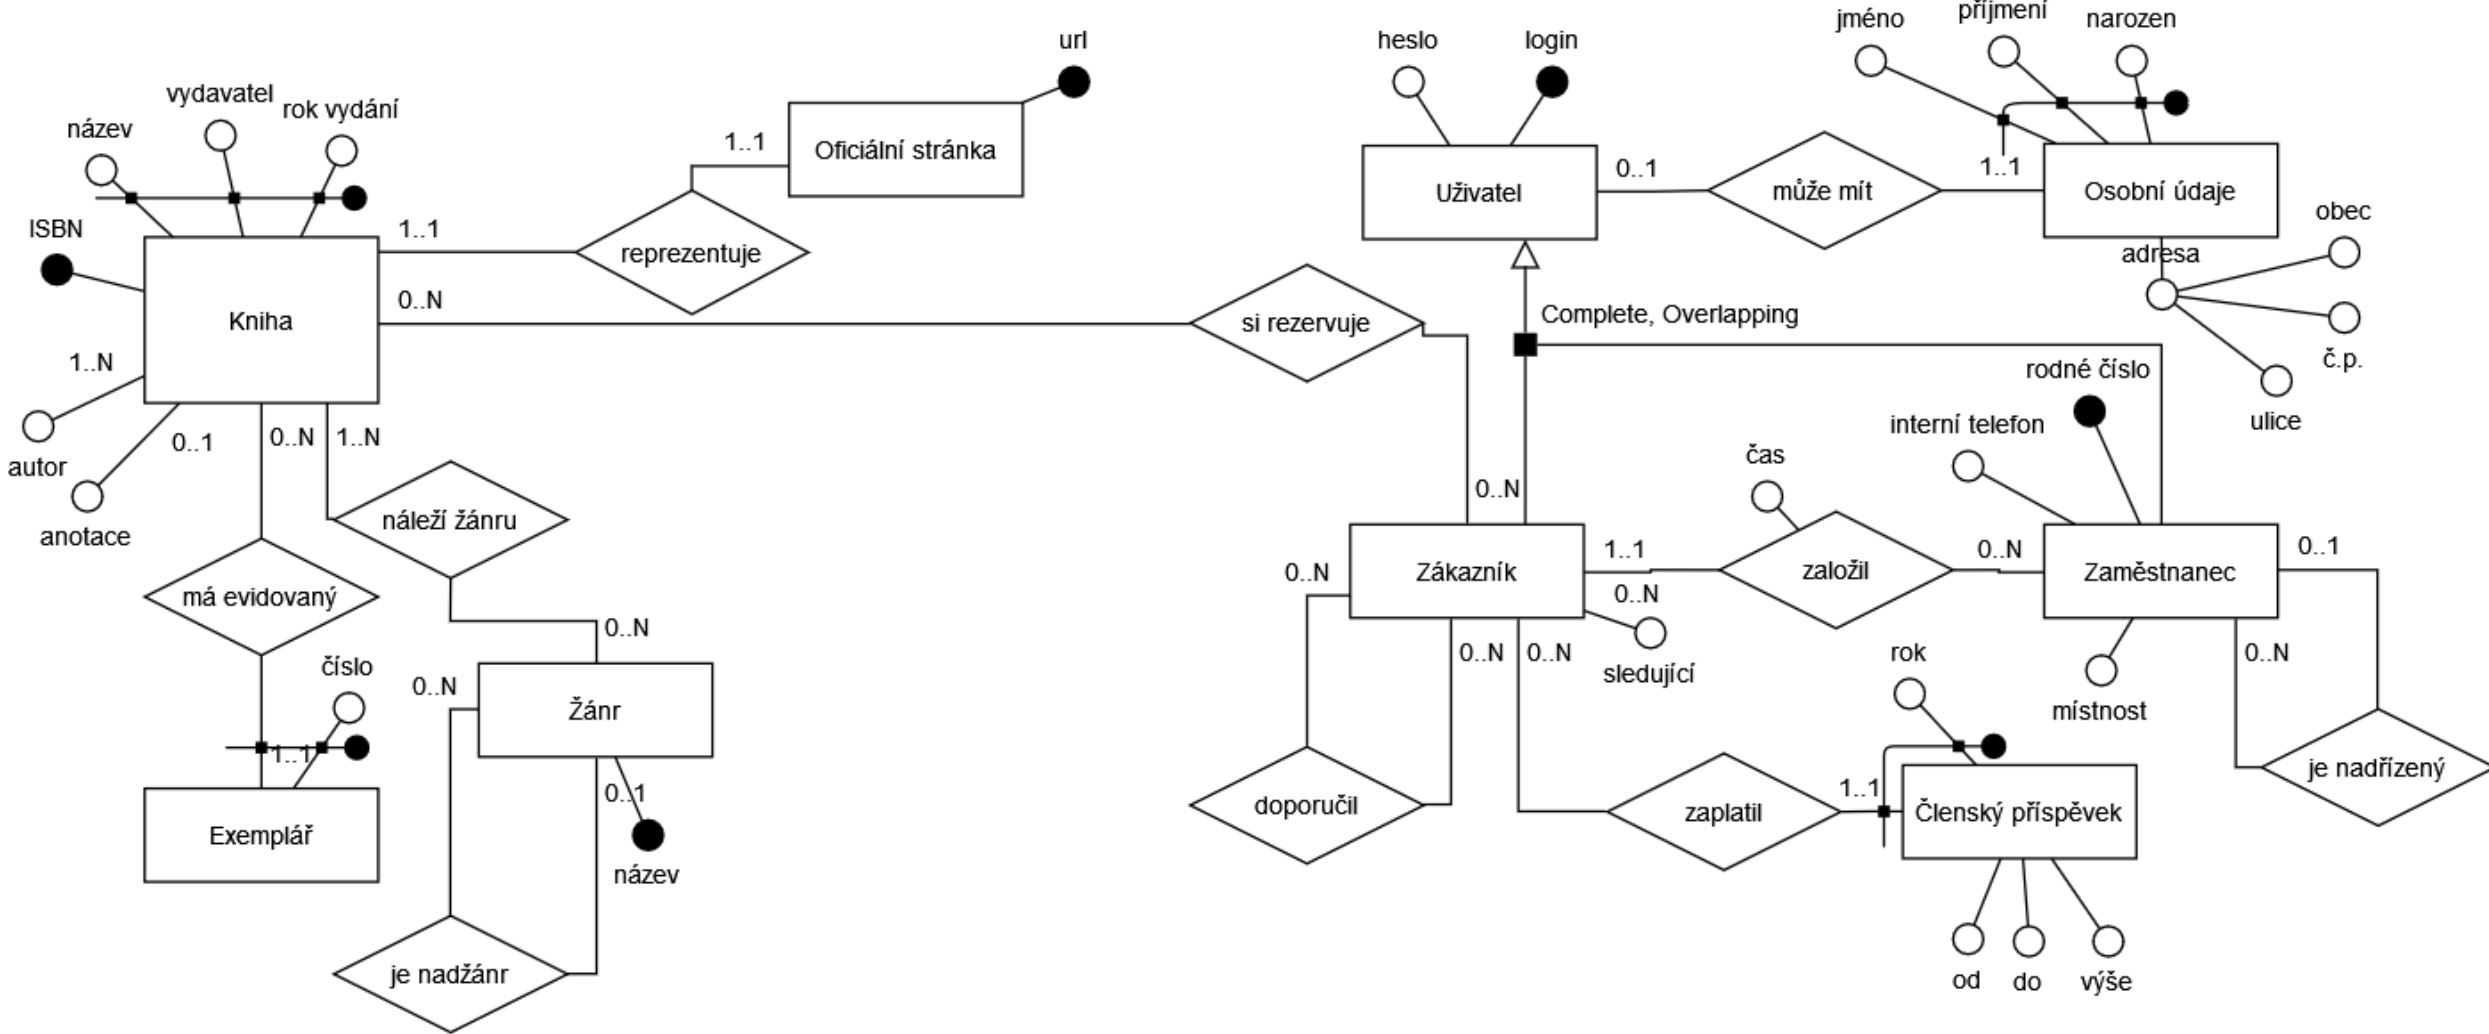 url
heslo
login
jméno
příjmení
narozen
název
vydavatel
rok vydání
1..1
Oficiální stránka
0..1
1..1
Uživatel
může mít
Osobní údaje
ISBN
1..1
reprezentuje
obec
adresa
0..N
Kniha
si rezervuje
Complete, Overlapping
č.p.
1..N
rodné číslo
ulice
autor
0..1
0..N
1..N
interní telefon
čas
anotace
náleží žánru
0..N
Zákazník
0..N
1..1
0..N
založil
0..N
Zaměstnanec
0..1
má evidovaný
0..N
0..N
0..N
sledující
rok
0..N
místnost
číslo
0..N
Žánr
1..1
0..1
název
Exemplář
doporučil
zaplatil
1..1
Členský příspěvek
je nadřízený
je nadžánr
od
do
výše